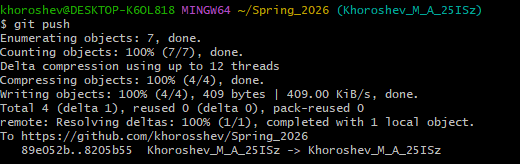 khoroshev@DESKTOP-K6OL818 MINGW64 ~/Spring_2026 (Khoroshev_M_A_25ISz)
$ git push
Enumerating objects: 7, done.
Counting objects: 100% (7/7), done.
Delta compression using up to 12 threads
Compressing objects: 100% (4/4), done.
Writing objects: 100% (4/4), 409 bytes | 409.00 KiB/s, done.
Total 4 (delta 1), reused 0 (delta 0), pack-reused 0
remote: Resolving deltas: 100% (1/1), completed with 1 local object.
To https://github.com/khorosshev/Spring_2026
   89e052b..8205b55  Khoroshev_M_A_25ISz -> Khoroshev_M_A_25ISz